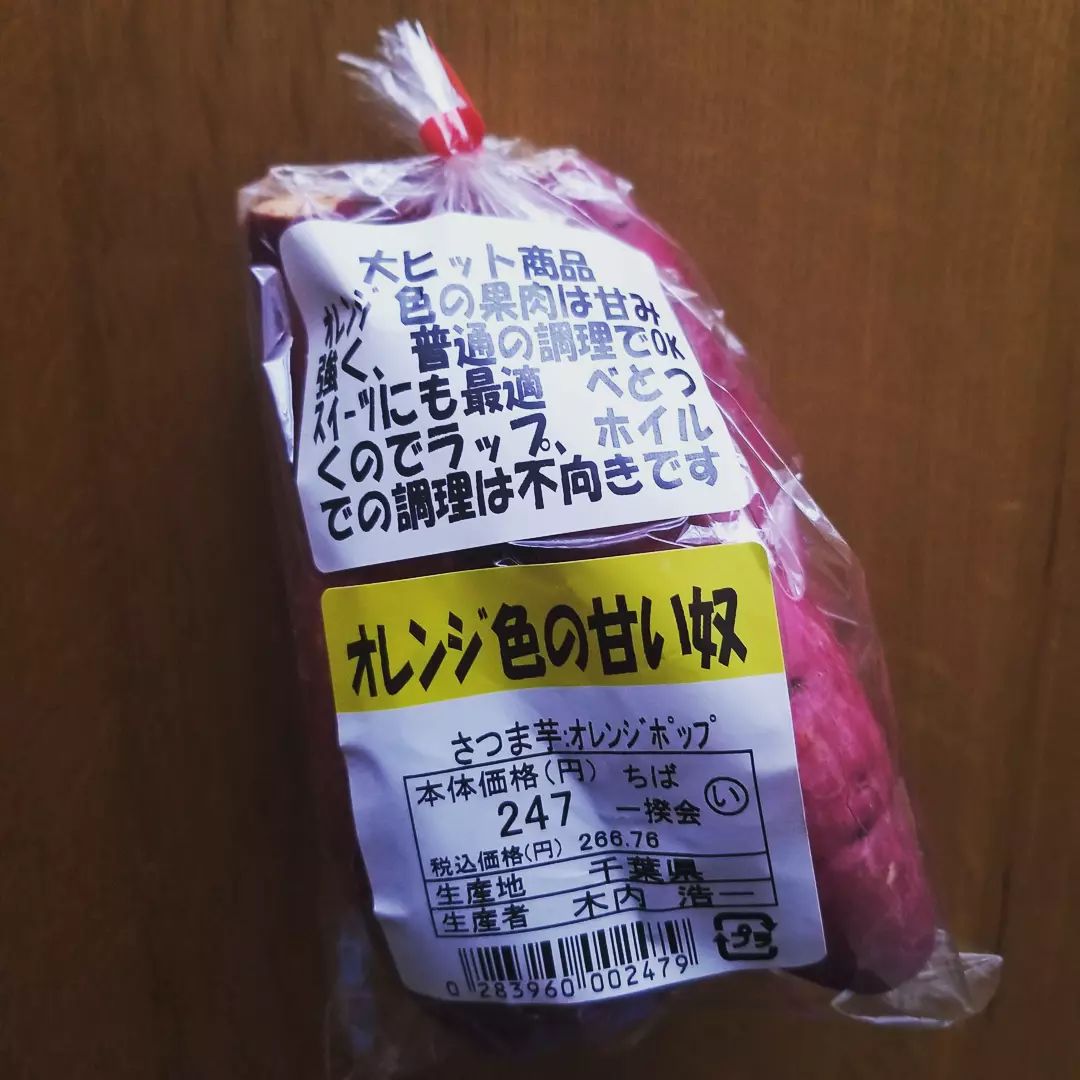 大ヒット商品
オレンジ色の果肉は甘み
強く、普通の調理でOK
スイーツにも最適 べとつ
くのでラップ、ホイル
での調理は不向きです
オレンジ色の甘い奴
さつま芋:オレンジポップ
本体価格(円) ちば い
247 一揆会
税込価格(円) 266.76
生産地 千葉県
生産者 木内 浩一
プラ
0 283960 002479